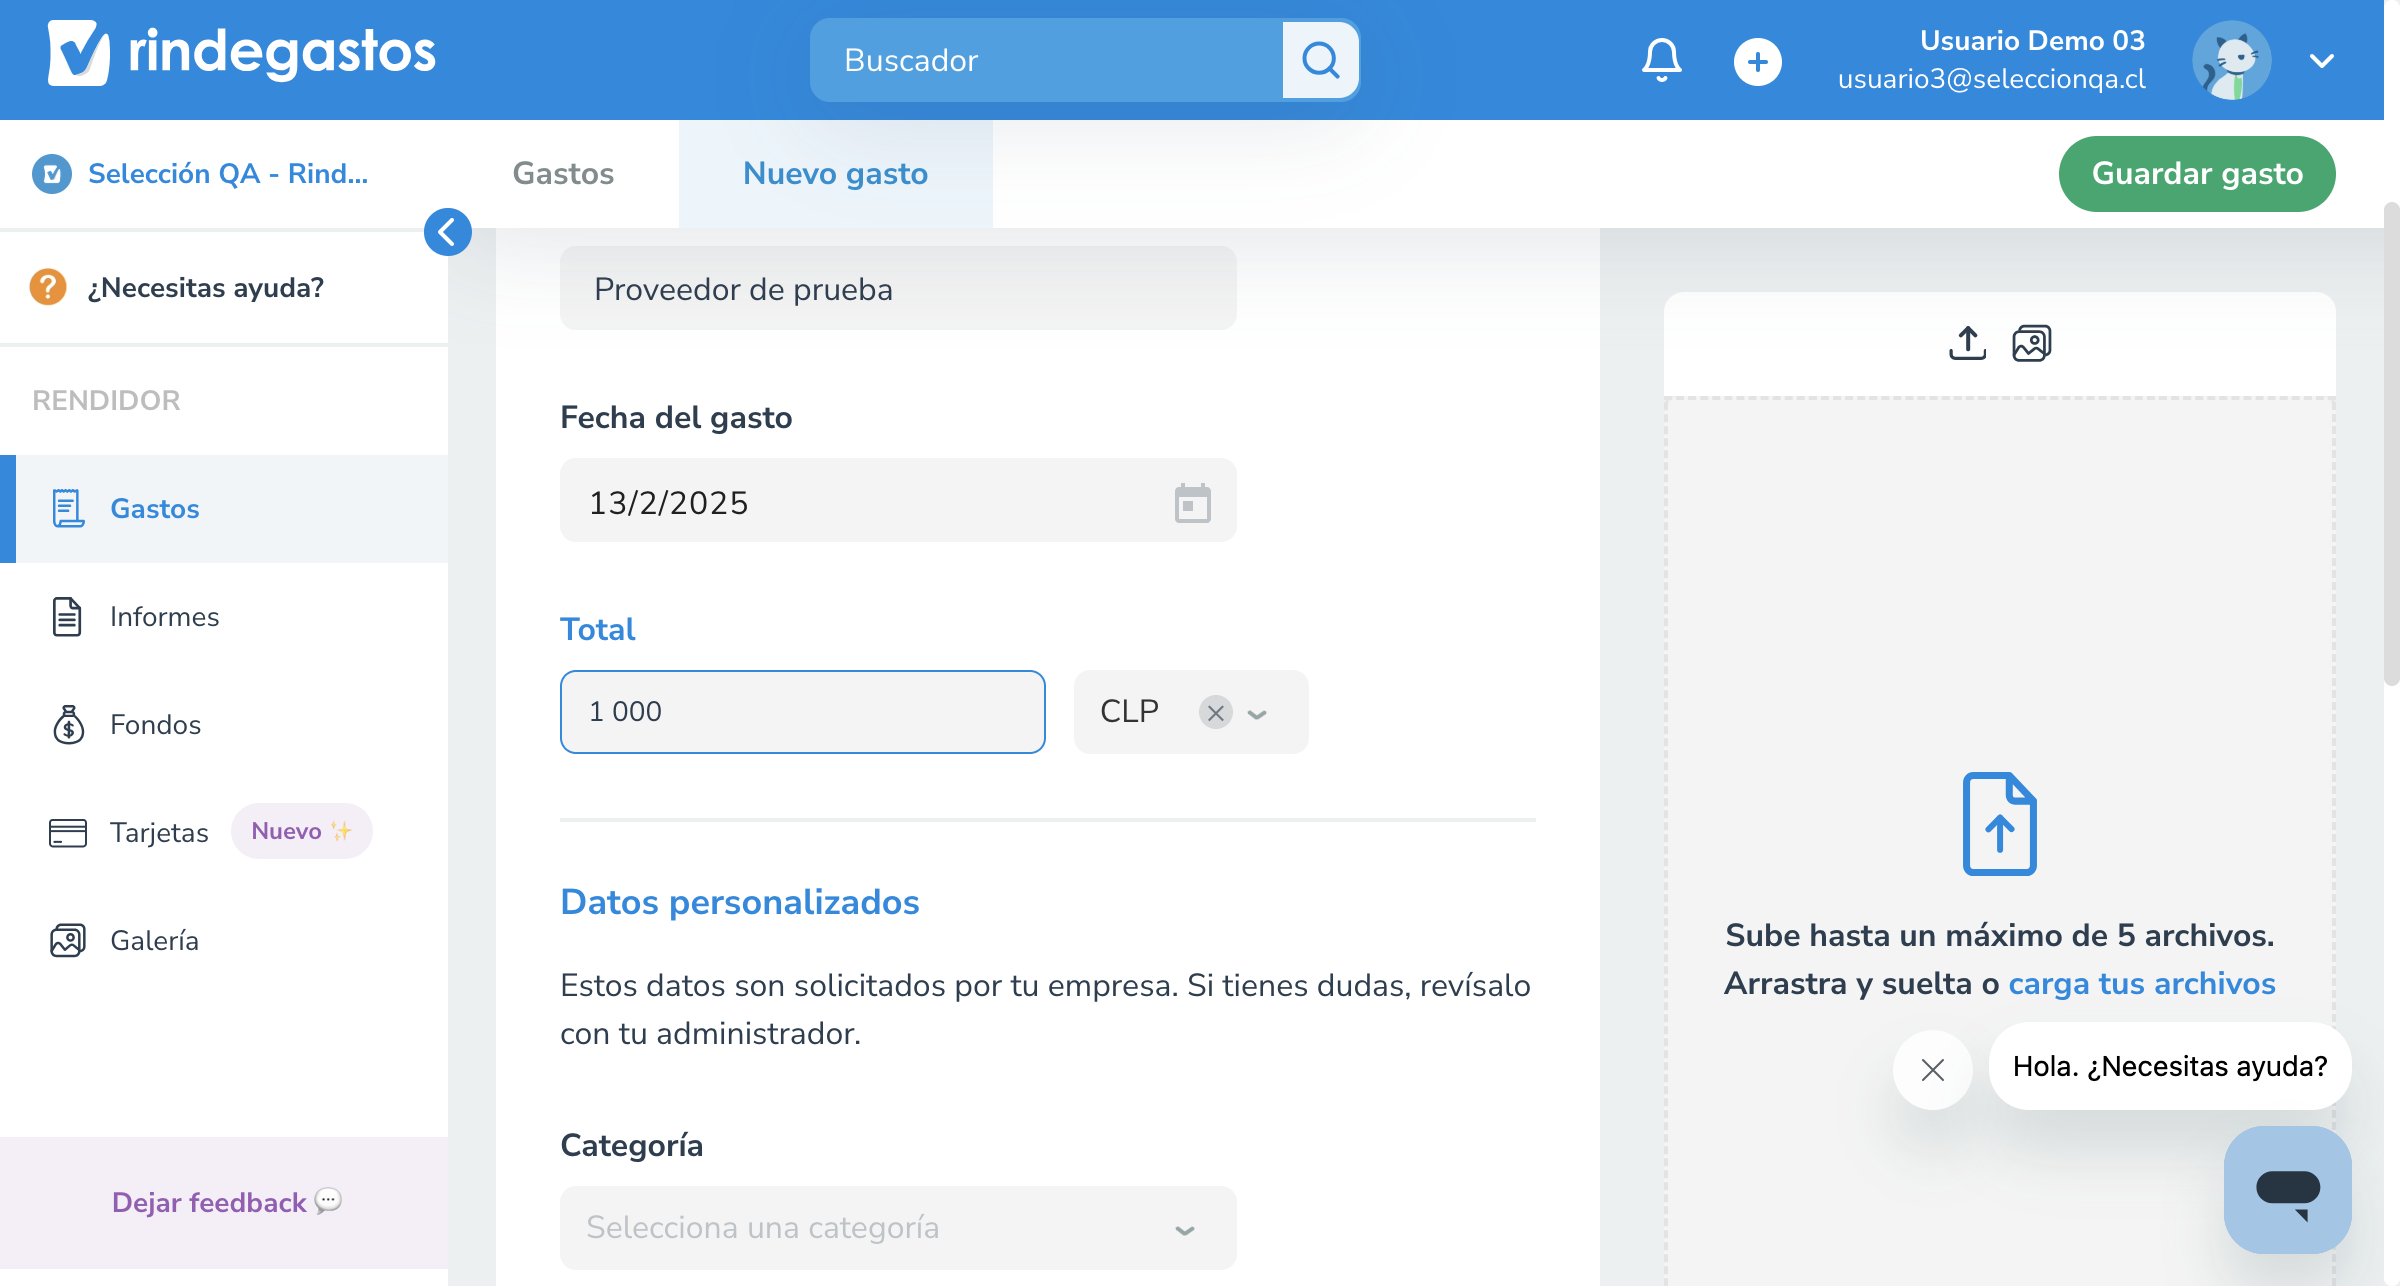 rindegastos
Buscador
Usuario Demo 03
usuario3@seleccionqa.cl
Selección QA - Rind...
Gastos
Nuevo gasto
Guardar gasto
¿Necesitas ayuda?
RENDIDOR
Gastos
Informes
Fondos
Tarjetas
Nuevo ✨
Galería
Dejar feedback 💬
Proveedor de prueba
Fecha del gasto
13/2/2025
Total
1 000
CLP
Datos personalizados
Estos datos son solicitados por tu empresa. Si tienes dudas, revísalo
con tu administrador.
Categoría
Selecciona una categoría
Sube hasta un máximo de 5 archivos.
Arrastra y suelta o carga tus archivos
Hola. ¿Necesitas ayuda?